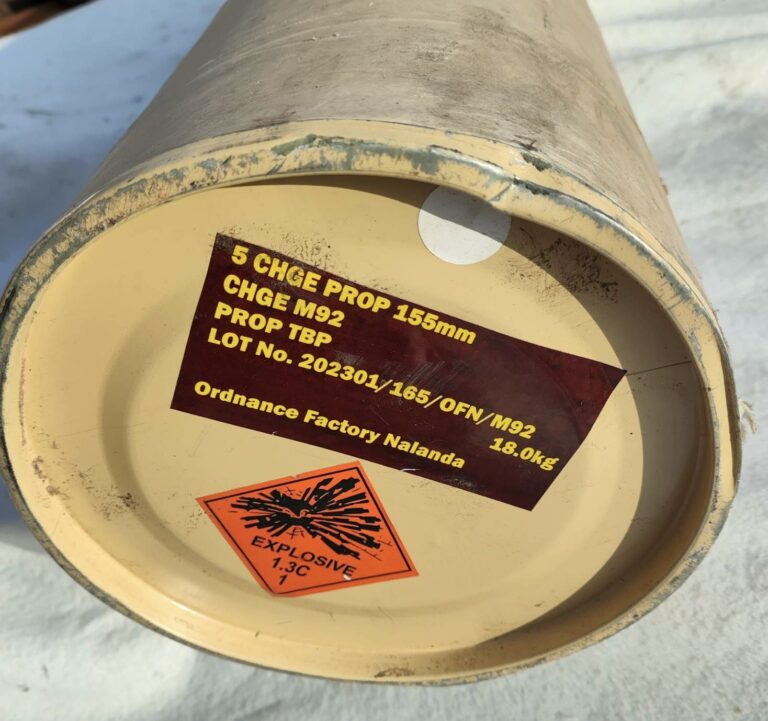 5 CHGE PROP 155mm
CHGE M92
PROP TBP
LOT No. 202301/165/OFN/M92
18.0kg
Ordnance Factory Nalanda
EXPLOSIVE
1.3C
1